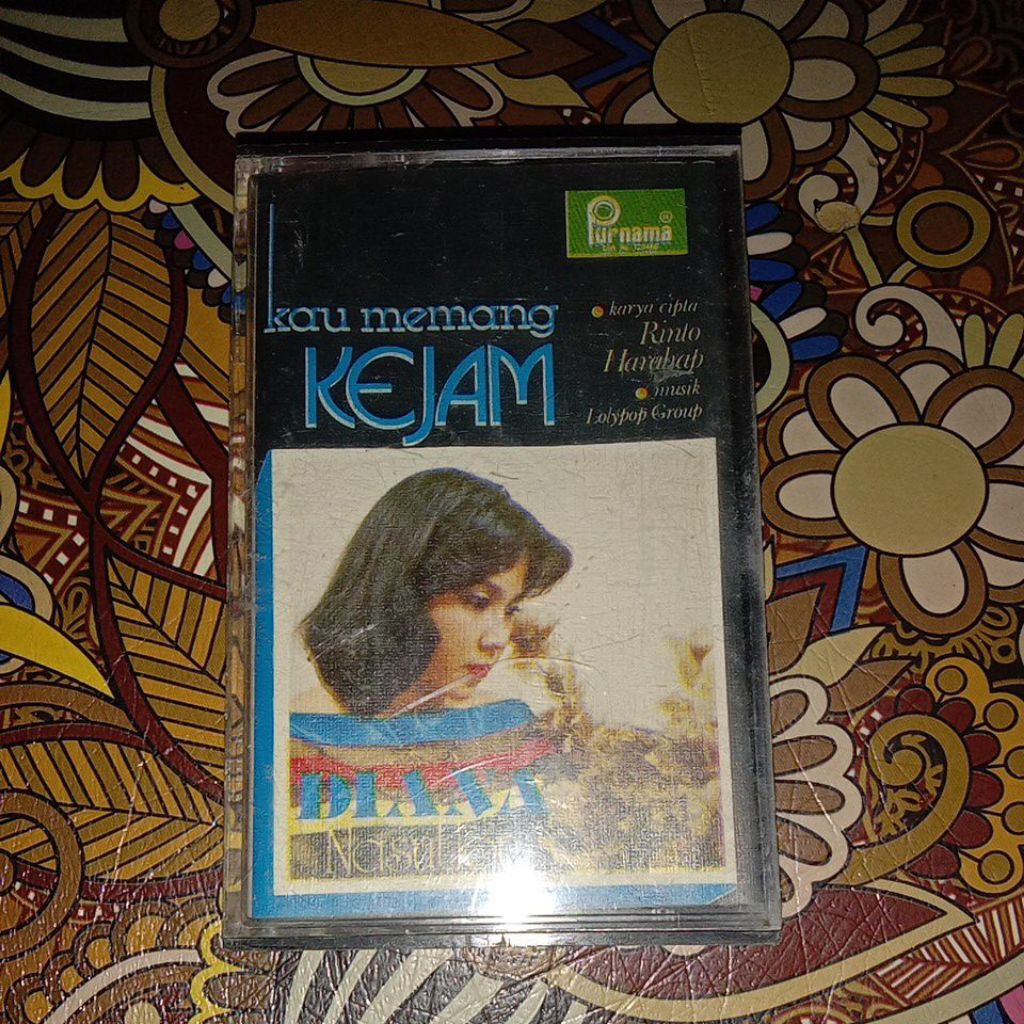 Purnama ®
kau memang
KEJAM
karya cipta
Rinto
Harahap
musik
Lolypop Group
DIANA
Nasution